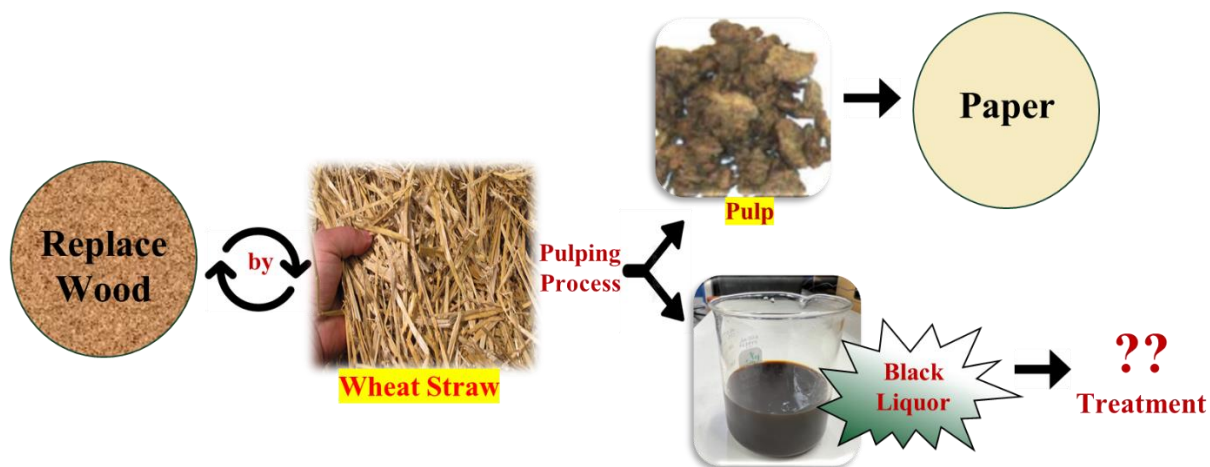 Replace
Wood
by
Wheat Straw
Pulping
Process
Pulp
Paper
Black
Liquor
??
Treatment